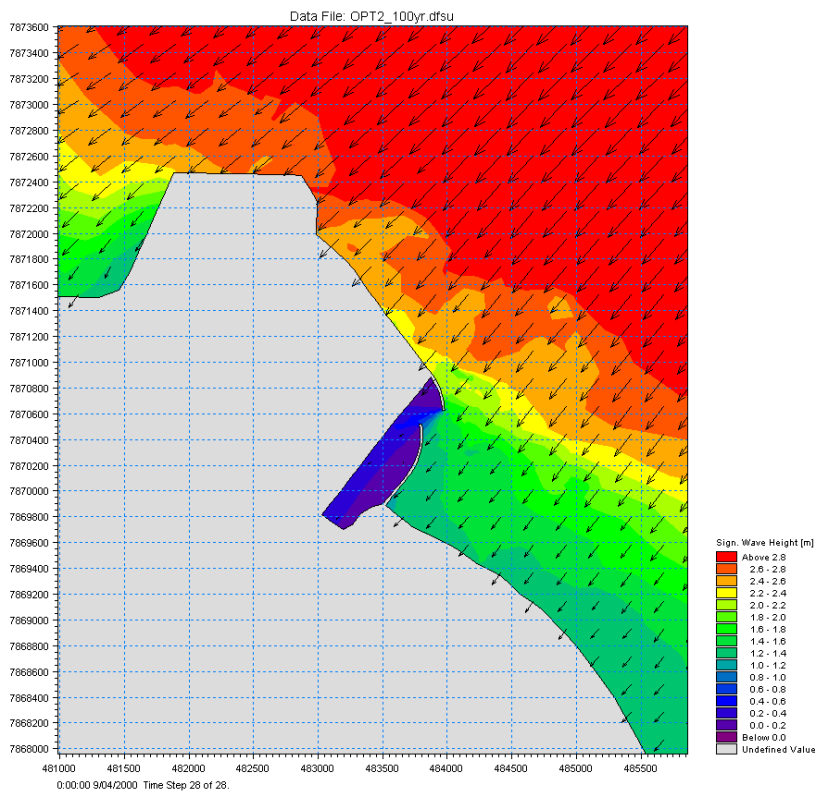 Data File: OPT2_100yr.dfsu
7873600
7873400
7873200
7873000
7872800
7872600
7872400
7872200
7872000
7871800
7871600
7871400
7871200
7871000
7870800
7870600
7870400
7870200
7870000
7869800
7869600
7869400
7869200
7869000
7868800
7868600
7868400
7868200
7868000
481000 481500 482000 482500 483000 483500 484000 484500 485000 485500
0:00:00 9/04/2000 Time Step 28 of 28.
Sign. Wave Height [m]
Above 2.8
2.6 - 2.8
2.4 - 2.6
2.2 - 2.4
2.0 - 2.2
1.8 - 2.0
1.6 - 1.8
1.4 - 1.6
1.2 - 1.4
1.0 - 1.2
0.8 - 1.0
0.6 - 0.8
0.4 - 0.6
0.2 - 0.4
0.0 - 0.2
Below 0.0
Undefined Value